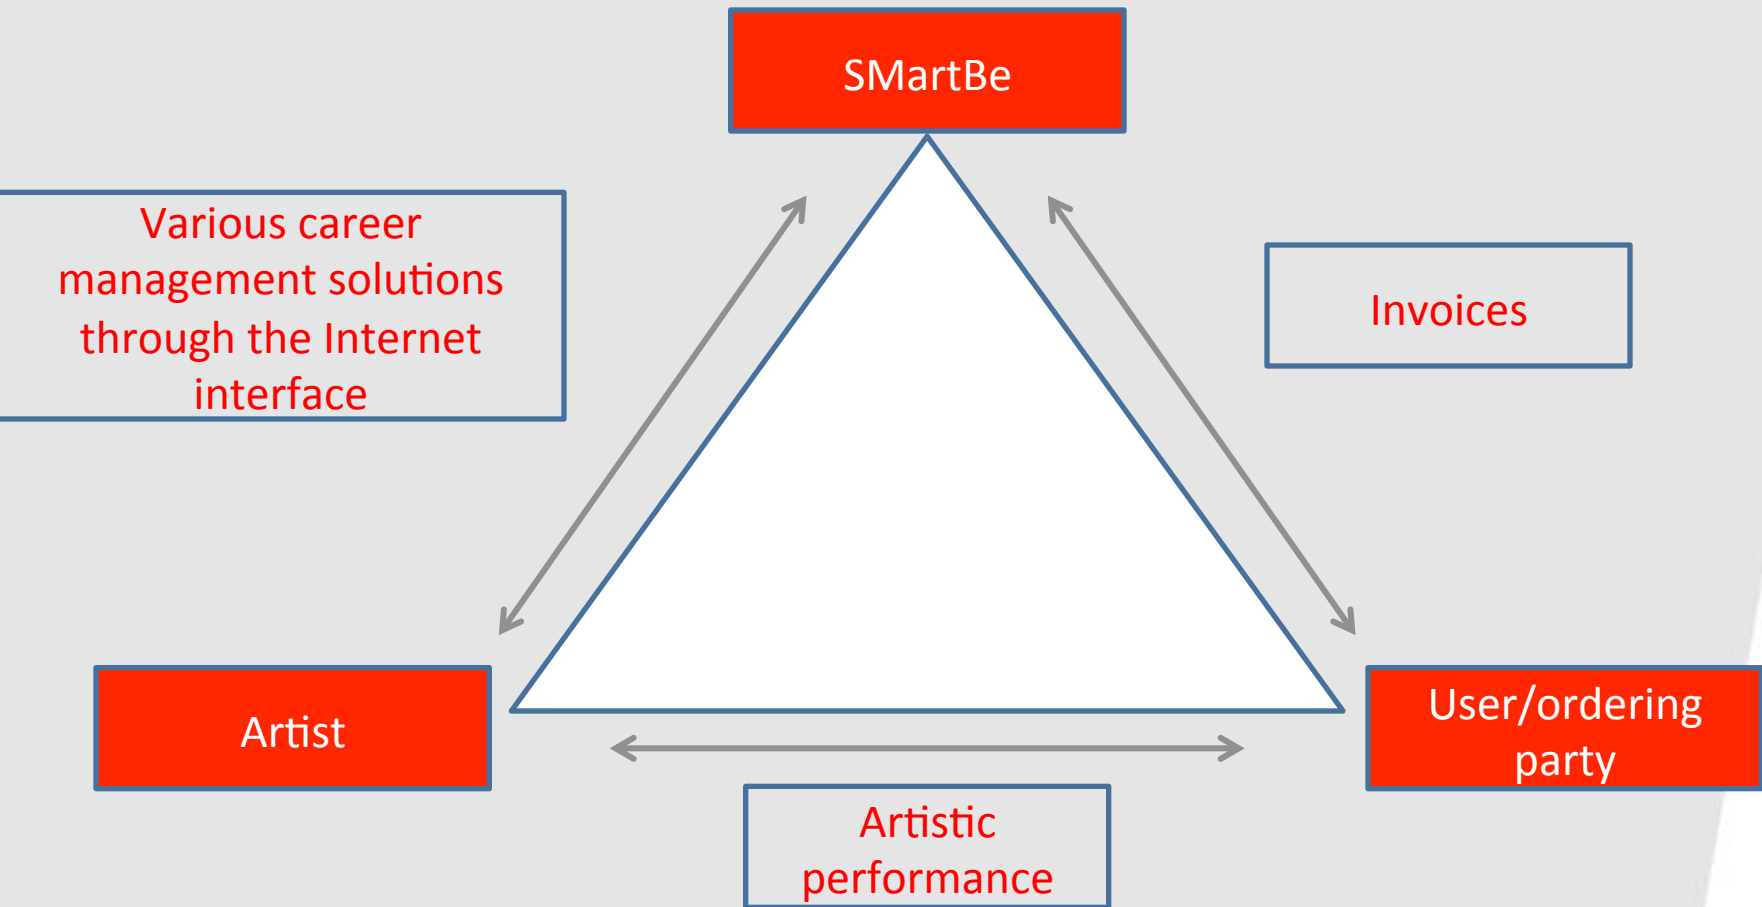 SMartBe
Various career
management solutions
through the Internet
interface
Invoices
Artist
User/ordering
party
Artistic
performance